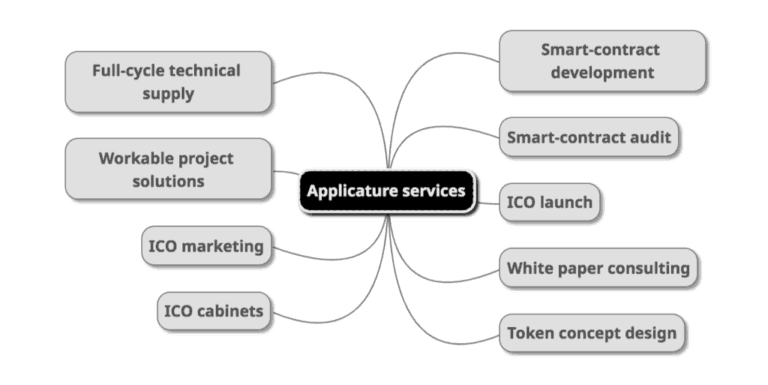 Full-cycle technical
supply
Workable project
solutions
ICO marketing
ICO cabinets
Applicature services
Smart-contract
development
Smart-contract audit
ICO launch
White paper consulting
Token concept design